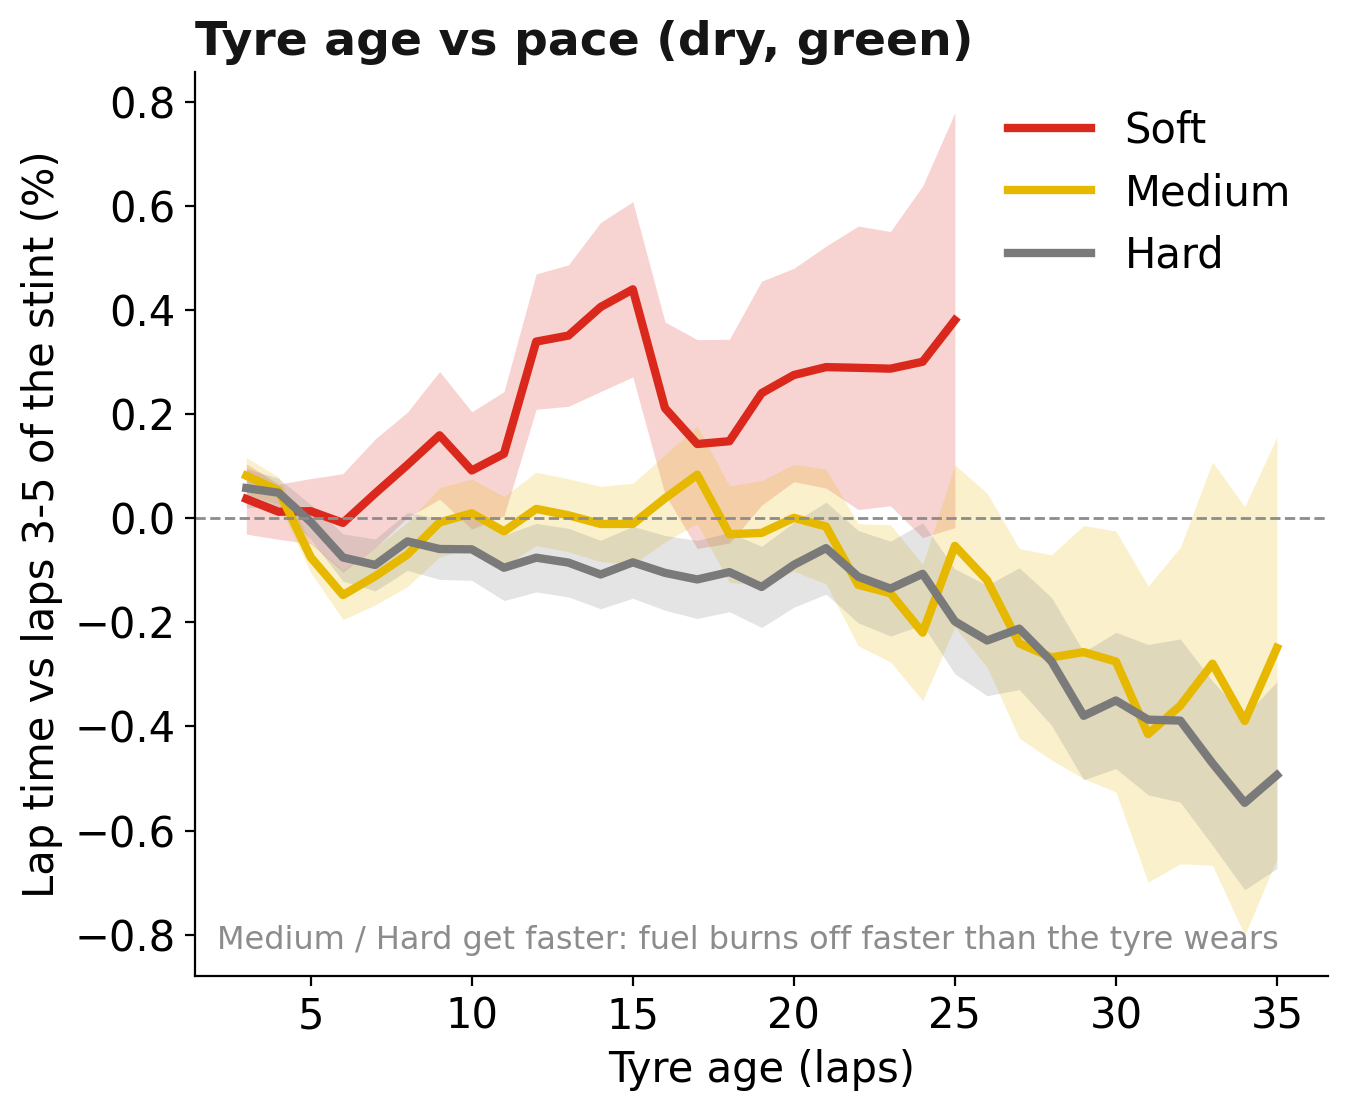 Tyre age vs pace (dry, green)
Lap time vs laps 3-5 of the stint (%)
0.8
0.6
0.4
0.2
0.0
−0.2
−0.4
−0.6
−0.8
Soft
Medium
Hard
Medium / Hard get faster: fuel burns off faster than the tyre wears
5 10 15 20 25 30 35
Tyre age (laps)